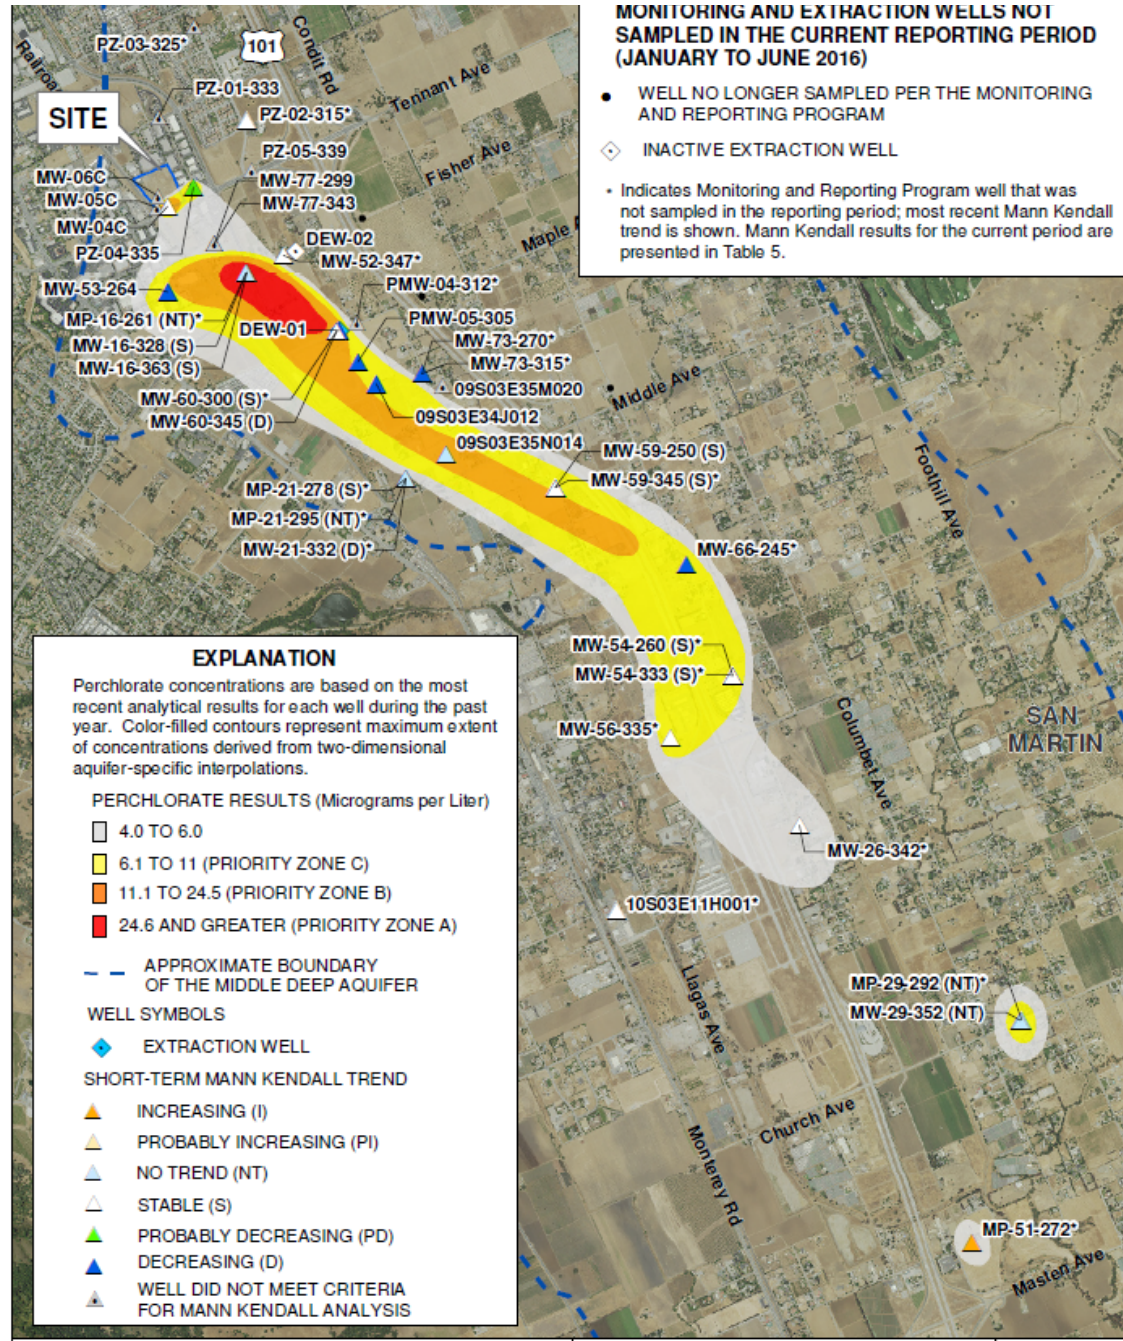 MONITORING AND EXTRACTION WELLS NOT
SAMPLED IN THE CURRENT REPORTING PERIOD
(JANUARY TO JUNE 2016)
WELL NO LONGER SAMPLED PER THE MONITORING
AND REPORTING PROGRAM
INACTIVE EXTRACTION WELL
* Indicates Monitoring and Reporting Program well that was
not sampled in the reporting period; most recent Mann Kendall
trend is shown. Mann Kendall results for the current period are
presented in Table 5.
PZ-03-325*
101
Condit Rd
PZ-01-333
Tennant Ave
SITE
PZ-02-315*
PZ-05-339
Fisher Ave
MW-06C
MW-77-299
MW-05C
MW-77-343
MW-04C
DEW-02
Maple
PZ-04-335
MW-52-347*
MW-53-264
PMW-04-312*
MP-16-261 (NT)*
DEW-01
PMW-05-305
MW-16-328 (S)
MW-73-270*
MW-16-363 (S)
MW-73-315*
09S03E35M020
Middle Ave
MW-60-300 (S)*
MW-60-345 (D)
09S03E34J012
09S03E35N014
MW-59-250 (S)
MW-59-345 (S)*
Foothill Ave
MP-21-278 (S)*
MP-21-295 (NT)*
MW-21-332 (D)*
MW-66-245*
MW-54-260 (S)*
MW-54-333 (S)*
MW-56-335*
Columbet Ave
SAN
MARTIN
MW-26-342*
10S03E11H001*
Llagas Ave
MP-29-292 (NT)*
MW-29-352 (NT)
Church Ave
Monterey Rd
MP-51-272*
Masten Ave
EXPLANATION
Perchlorate concentrations are based on the most
recent analytical results for each well during the past
year. Color-filled contours represent maximum extent
of concentrations derived from two-dimensional
aquifer-specific interpolations.
PERCHLORATE RESULTS (Micrograms per Liter)
4.0 TO 6.0
6.1 TO 11 (PRIORITY ZONE C)
11.1 TO 24.5 (PRIORITY ZONE B)
24.6 AND GREATER (PRIORITY ZONE A)
APPROXIMATE BOUNDARY
OF THE MIDDLE DEEP AQUIFER
WELL SYMBOLS
EXTRACTION WELL
SHORT-TERM MANN KENDALL TREND
INCREASING (I)
PROBABLY INCREASING (PI)
NO TREND (NT)
STABLE (S)
PROBABLY DECREASING (PD)
DECREASING (D)
WELL DID NOT MEET CRITERIA
FOR MANN KENDALL ANALYSIS